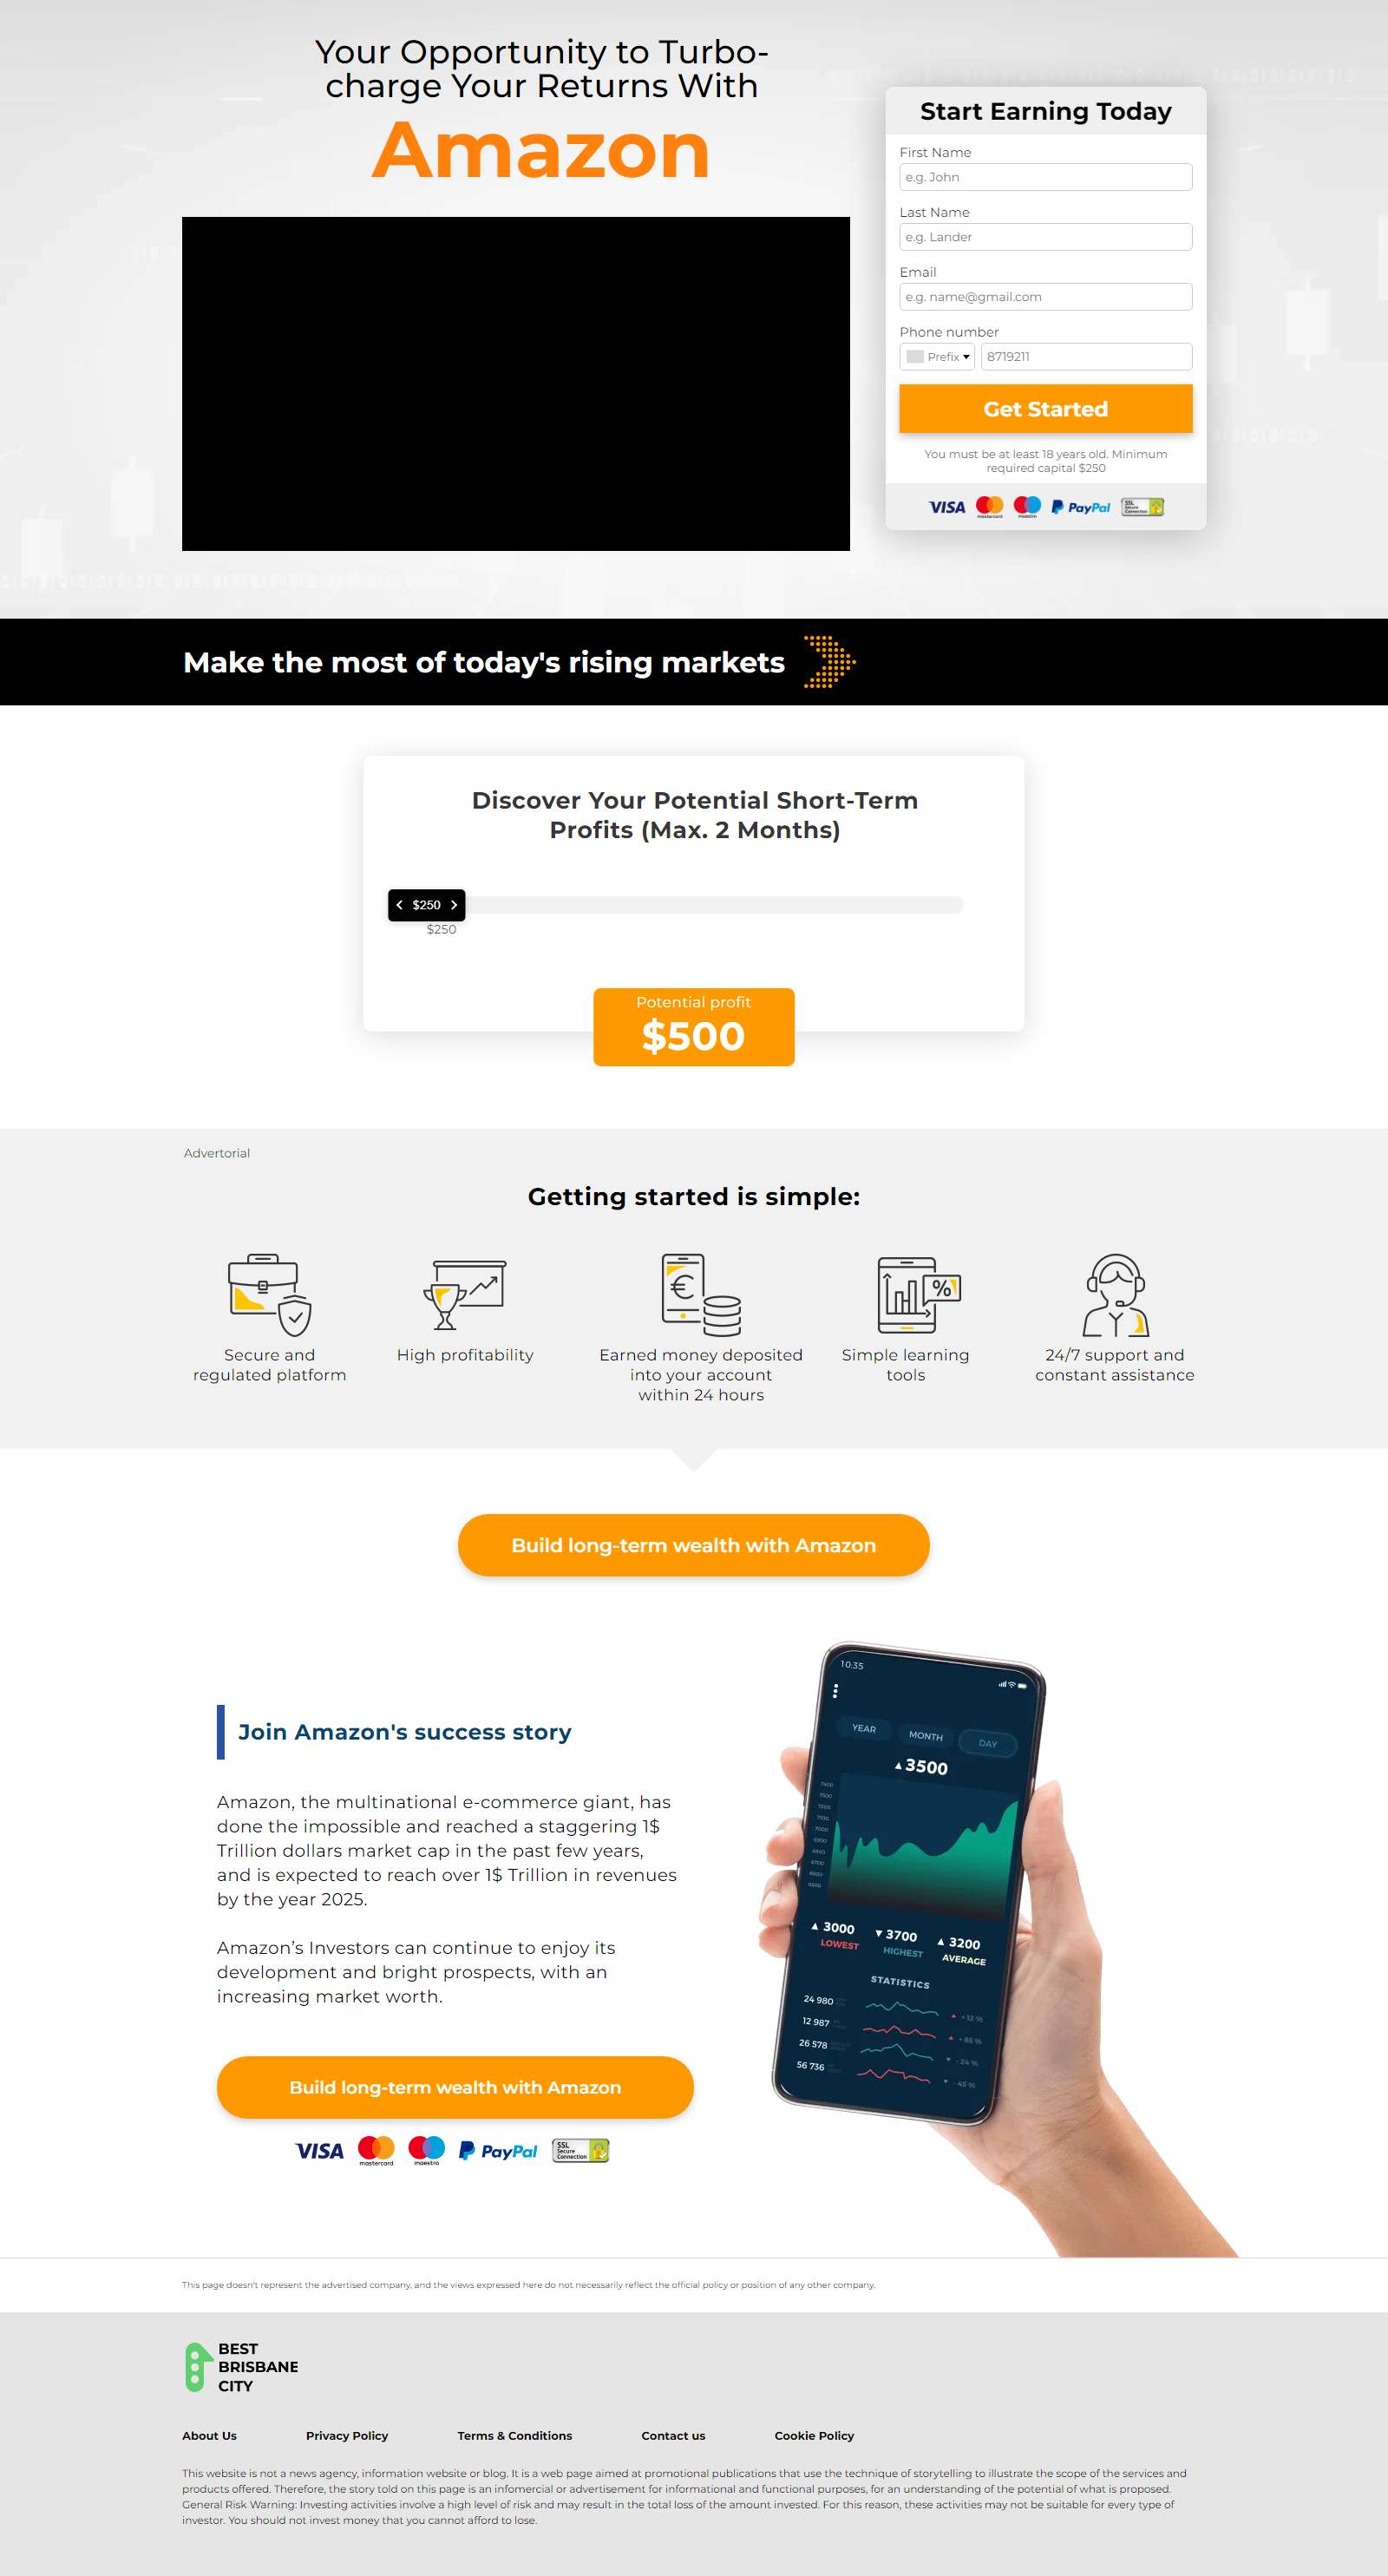 Your Opportunity to Turbo-
charge Your Returns With
Amazon
Start Earning Today
First Name
e.g. John
Last Name
e.g. Lander
Email
e.g. name@gmail.com
Phone number
Prefix
8719211
Get Started
You must be at least 18 years old. Minimum
required capital $250
VISA
mastercard
maestro
PayPal
SSL
Secure
Connection
Make the most of today's rising markets
Discover Your Potential Short-Term
Profits (Max. 2 Months)
$250
$250
Potential profit
$500
Advertorial
Getting started is simple:
€
%
Secure and
regulated platform
High profitability
Earned money deposited
into your account
within 24 hours
Simple learning
tools
24/7 support and
constant assistance
Build long-term wealth with Amazon
Join Amazon's success story
Amazon, the multinational e-commerce giant, has
done the impossible and reached a staggering 1$
Trillion dollars market cap in the past few years,
and is expected to reach over 1$ Trillion in revenues
by the year 2025.
Amazon's Investors can continue to enjoy its
development and bright prospects, with an
increasing market worth.
Build long-term wealth with Amazon
VISA
mastercard
maestro
PayPal
SSL
Secure
Connection
10:35
YEAR
MONTH
DAY
▲3500
▲ 3000
LOWEST
▼ 3700
HIGHEST
▲ 3200
AVERAGE
STATISTICS
24 980
12 987
26 578
56 736
+ 12 %
+ 65 %
- 24 %
- 45 %
This page doesn't represent the advertised company, and the views expressed here do not necessarily reflect the official policy or position of any other company.
BEST
BRISBANE
CITY
About Us
Privacy Policy
Terms & Conditions
Contact us
Cookie Policy
This website is not a news agency, information website or blog. It is a web page aimed at promotional publications that use the technique of storytelling to illustrate the scope of the services and
products offered. Therefore, the story told on this page is an infomercial or advertisement for informational and functional purposes, for an understanding of the potential of what is proposed.
General Risk Warning: Investing activities involve a high level of risk and may result in the total loss of the amount invested. For this reason, these activities may not be suitable for every type of
investor. You should not invest money that you cannot afford to lose.